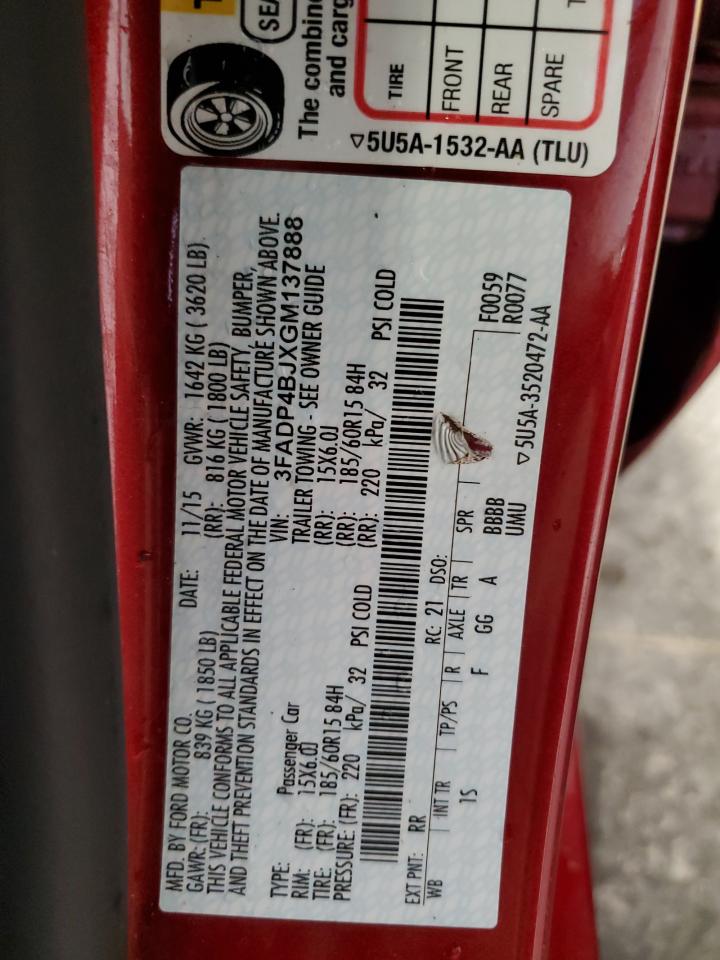 T
SEA
The combine
and carg
TIRE
FRONT
REAR
SPARE
T
▽5U5A-1532-AA (TLU)
MFD. BY FORD MOTOR CO. DATE: 11/15 GVWR: 1642 KG ( 3620 LB)
GAWR: (FR): 839 KG ( 1850 LB) (RR): 816 KG ( 1800 LB)
THIS VEHICLE CONFORMS TO ALL APPLICABLE FEDERAL MOTOR VEHICLE SAFETY, BUMPER,
AND THEFT PREVENTION STANDARDS IN EFFECT ON THE DATE OF MANUFACTURE SHOWN ABOVE.
VIN: 3FADP4BJXGM137888
TYPE: Passenger Car TRAILER TOWING - SEE OWNER GUIDE
RIM: (FR): 15X6.0J (RR): 15X6.0J
TIRE: (FR): 185/60R15 84H (RR): 185/60R15 84H
PRESSURE: (FR): 220 kPa/ 32 PSI COLD (RR): 220 kPa/ 32 PSI COLD
EXT PNT: RR RC: 21 DSO: F0059
WB INT TR TP/PS R AXLE TR SPR R0077
1S F GG A BBBB
UMU
▽5U5A-3520472-AA